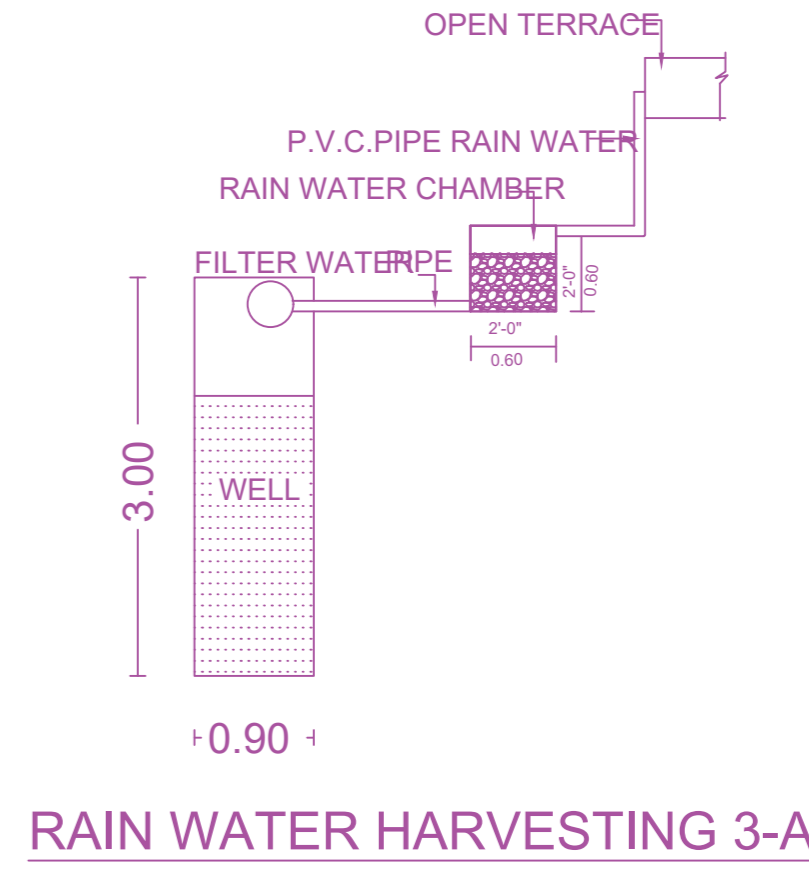 OPEN TERRACE
P.V.C.PIPE RAIN WATER
RAIN WATER CHAMBER
FILTER WATER PIPE
2'-0"
0.60
2'-0"
0.60
3.00
WELL
0.90
RAIN WATER HARVESTING 3-A